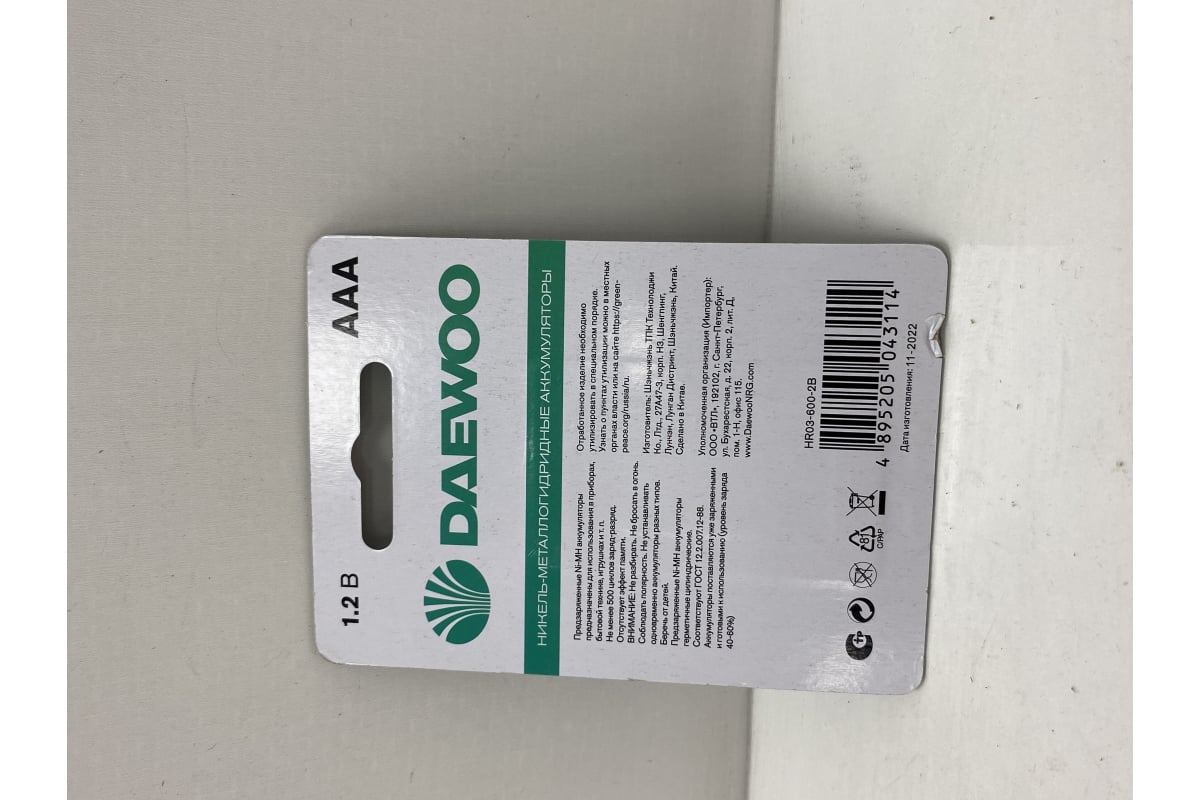 1.2 В
AAA
DAEWOO
НИКЕЛЬ-МЕТАЛЛОГИДРИДНЫЕ АККУМУЛЯТОРЫ
Предзаряженные Ni-MH аккумуляторы
предназначены для использования в приборах,
бытовой технике, игрушках и т. п.
Не менее 500 циклов заряд-разряд.
Отсутствует эффект памяти.
ВНИМАНИЕ: Не разбирать. Не бросать в огонь.
Соблюдать полярность. Не устанавливать
одновременно аккумуляторы разных типов.
Беречь от детей.
Предзаряженные Ni-MH аккумуляторы
герметичные цилиндрические.
Соответствуют ГОСТ 12.2.007.12-88.
Аккумуляторы поставляются уже заряженными
и готовыми к использованию (уровень заряда
40-60%)
Отработанное изделие необходимо
утилизировать в специальном порядке.
Узнать о пунктах утилизации можно в местных
органах власти или на сайте https://green-
peace.org/russia/ru.
Изготовитель: Шэньчжэнь ТПК Технолоджи
Ко., Лтд., 27А47-3, корп. H3, Шенгпинг,
Лунчэн, Лунган Дистрикт, Шэньчжэнь, Китай.
Сделано в Китае.
Уполномоченная организация (Импортер):
ООО «ВТЛ», 192102, г. Санкт-Петербург,
ул. Бухарестская, д. 22, корп. 2, лит. Д,
пом. 1-Н, офис 115.
www.DaewooNRG.com
81
C/PAP
HR03-600-2B
4 895205 043114
Дата изготовления: 11-2022